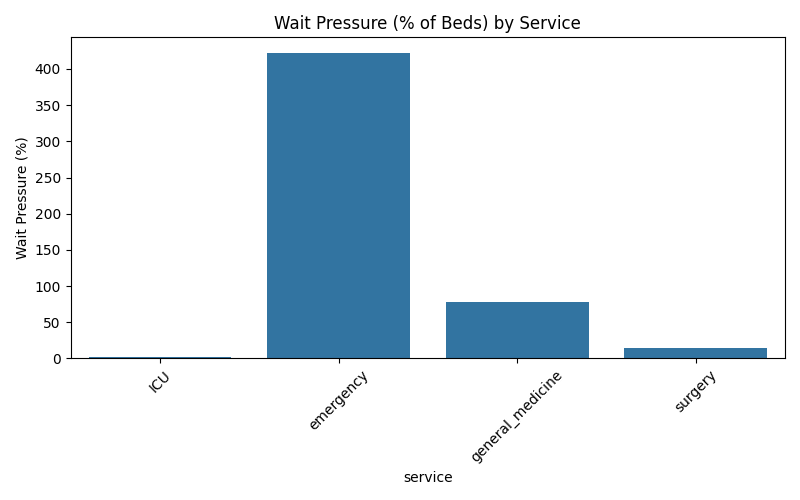 Wait Pressure (% of Beds) by Service
Wait Pressure (%)
400
350
300
250
200
150
100
50
0
ICU
emergency
general_medicine
surgery
service